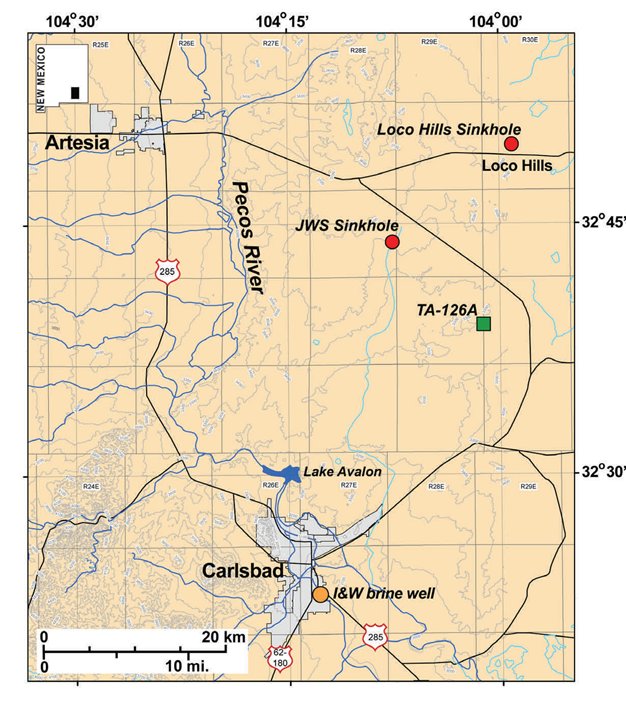 104°30' 104°15' 104°00'
R25E R26E R27E R28E R29E R30E
NEW MEXICO
Artesia
Loco Hills Sinkhole
Loco Hills
32°45'
Pecos River
JWS Sinkhole
285
TA-126A
Lake Avalon
32°30'
R24E R26E R27E R28E R29E
Carlsbad
I&W brine well
285
62-
180
0 20 km
0 10 mi.